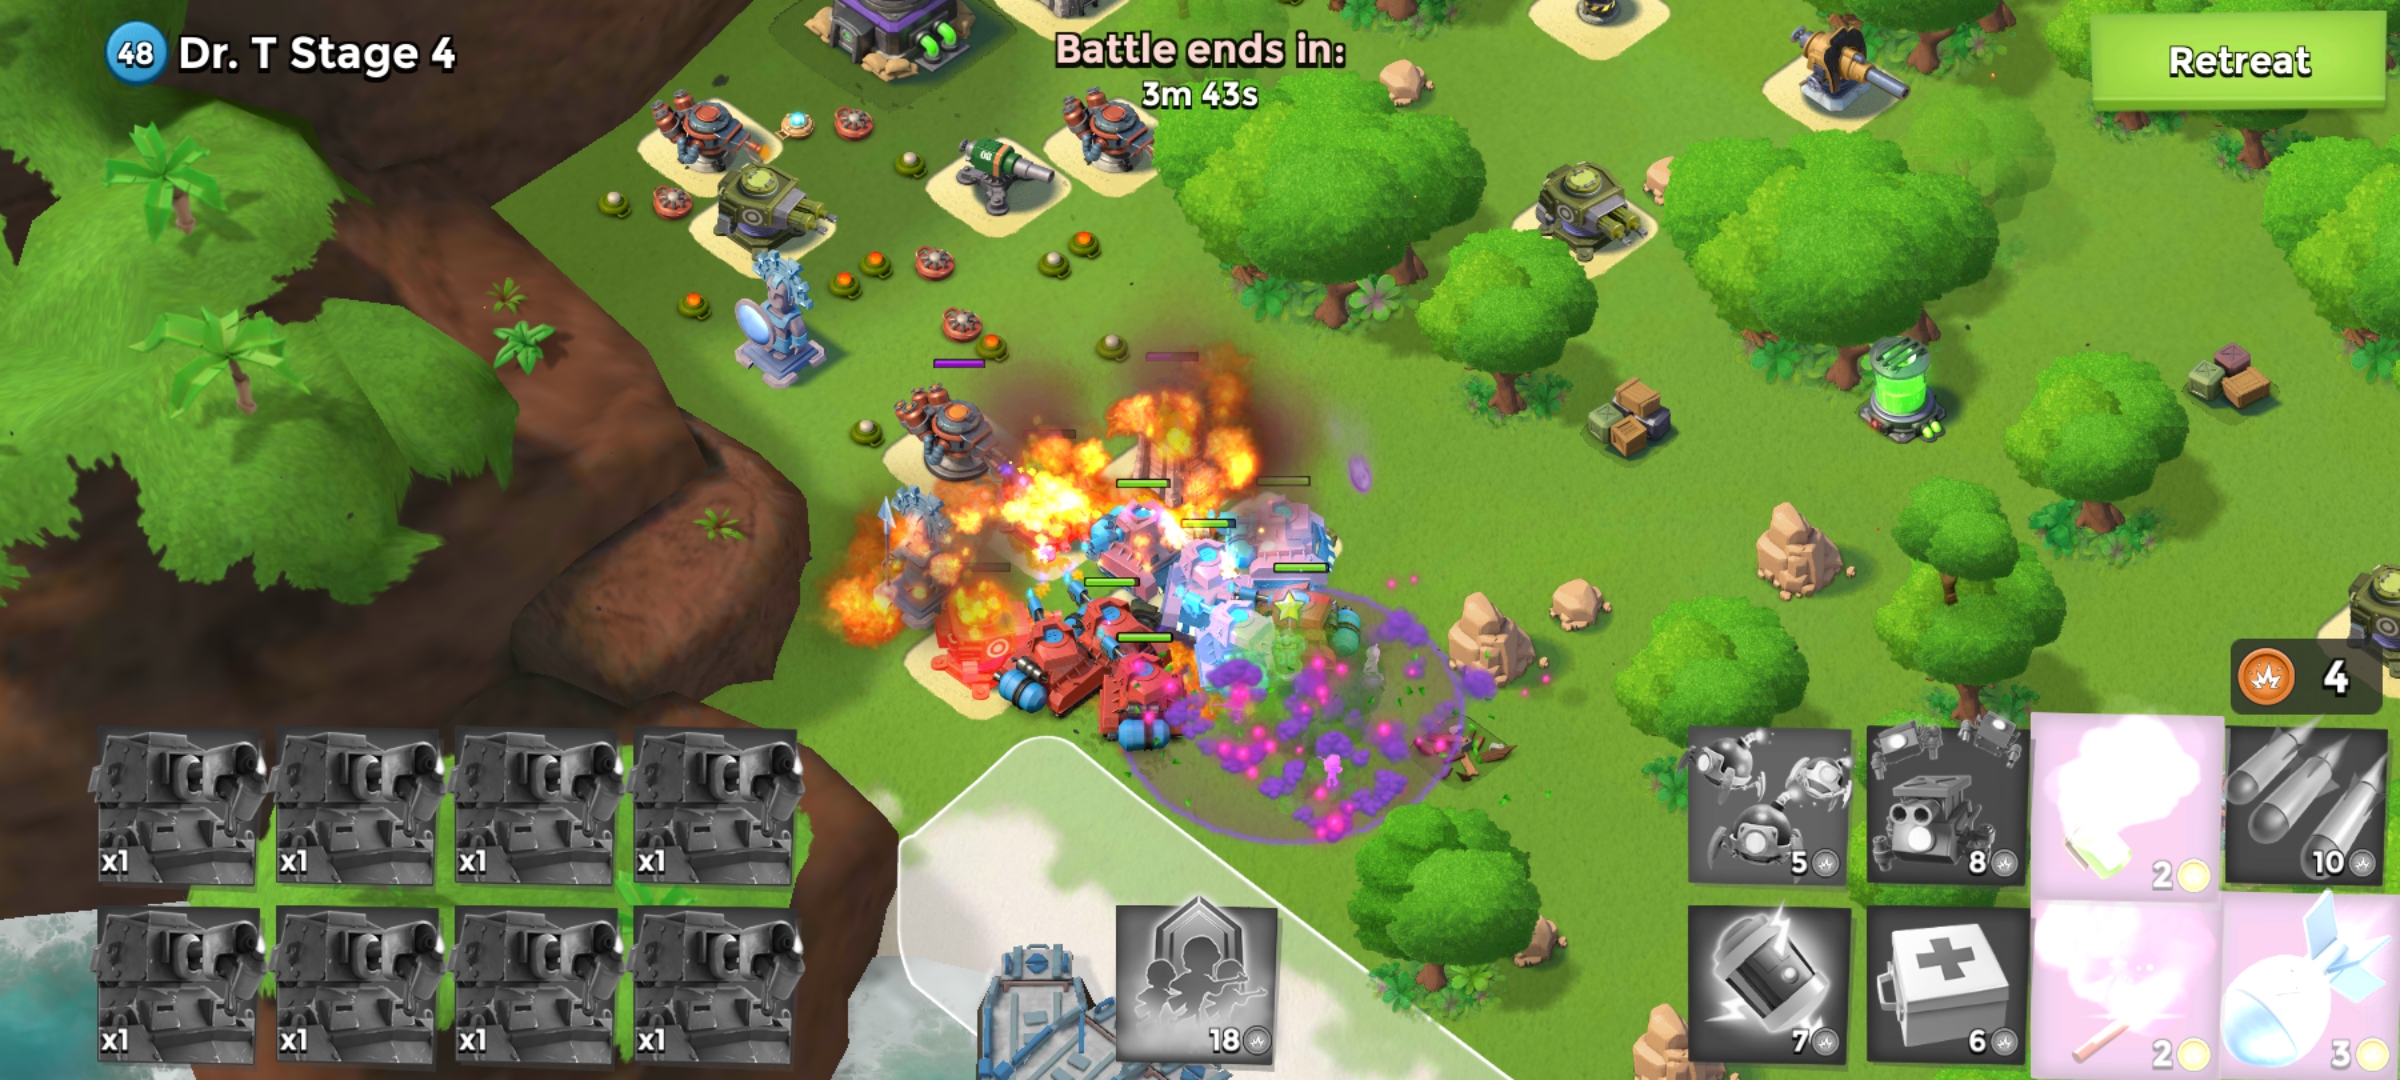 48 Dr. T Stage 4
Battle ends in:
3m 43s
Retreat
4
x1 x1 x1 x1
5 8 2 10
x1 x1 x1 x1
18
7 6 2 3